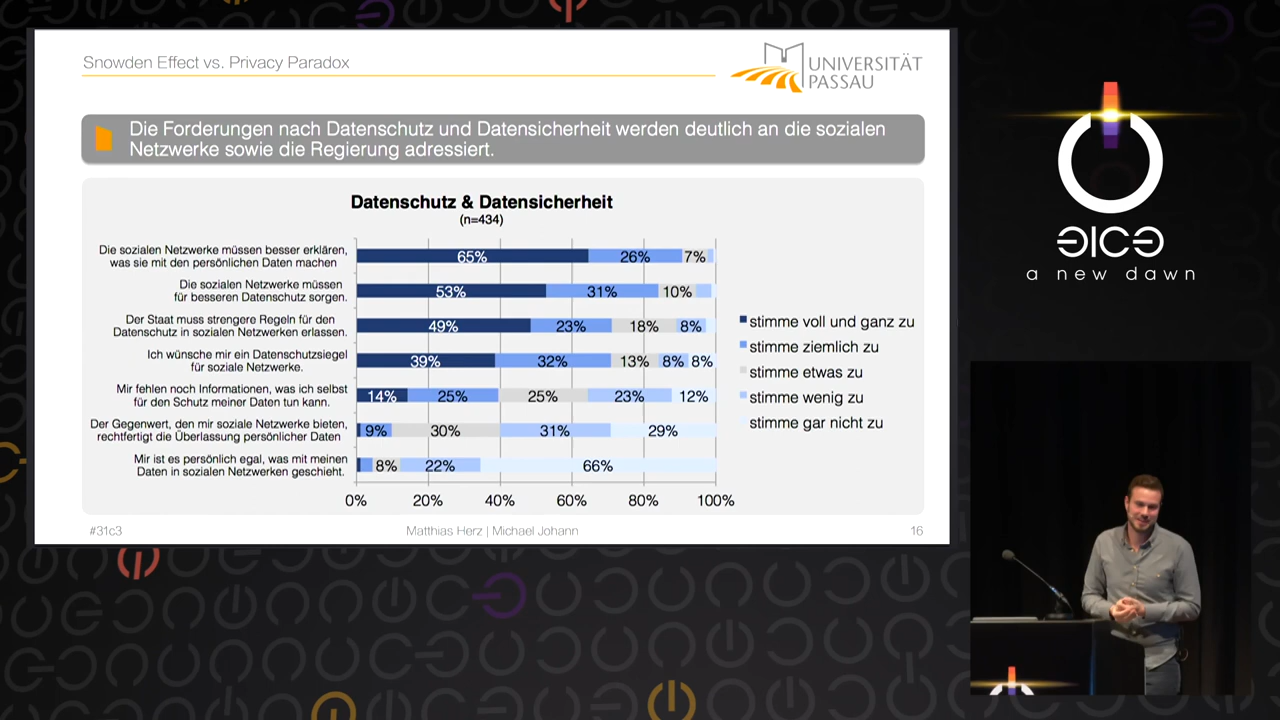 Snowden Effect vs. Privacy Paradox
UNIVERSITÄT
PASSAU
Die Forderungen nach Datenschutz und Datensicherheit werden deutlich an die sozialen
Netzwerke sowie die Regierung adressiert.
Datenschutz & Datensicherheit
(n=434)
Die sozialen Netzwerke müssen besser erklären,
was sie mit den persönlichen Daten machen
65% 26% 7%
Die sozialen Netzwerke müssen
für besseren Datenschutz sorgen.
53% 31% 10%
Der Staat muss strengere Regeln für den
Datenschutz in sozialen Netzwerken erlassen.
49% 23% 18% 8%
Ich wünsche mir ein Datenschutzsiegel
für soziale Netzwerke.
39% 32% 13% 8% 8%
Mir fehlen noch Informationen, was ich selbst
für den Schutz meiner Daten tun kann.
14% 25% 25% 23% 12%
Der Gegenwert, den mir soziale Netzwerke bieten,
rechtfertigt die Überlassung persönlicher Daten
9% 30% 31% 29%
Mir ist es persönlich egal, was mit meinen
Daten in sozialen Netzwerken geschieht.
8% 22% 66%
0% 20% 40% 60% 80% 100%
stimme voll und ganz zu
stimme ziemlich zu
stimme etwas zu
stimme wenig zu
stimme gar nicht zu
#31c3 Matthias Herz | Michael Johann 16
31C3
a new dawn